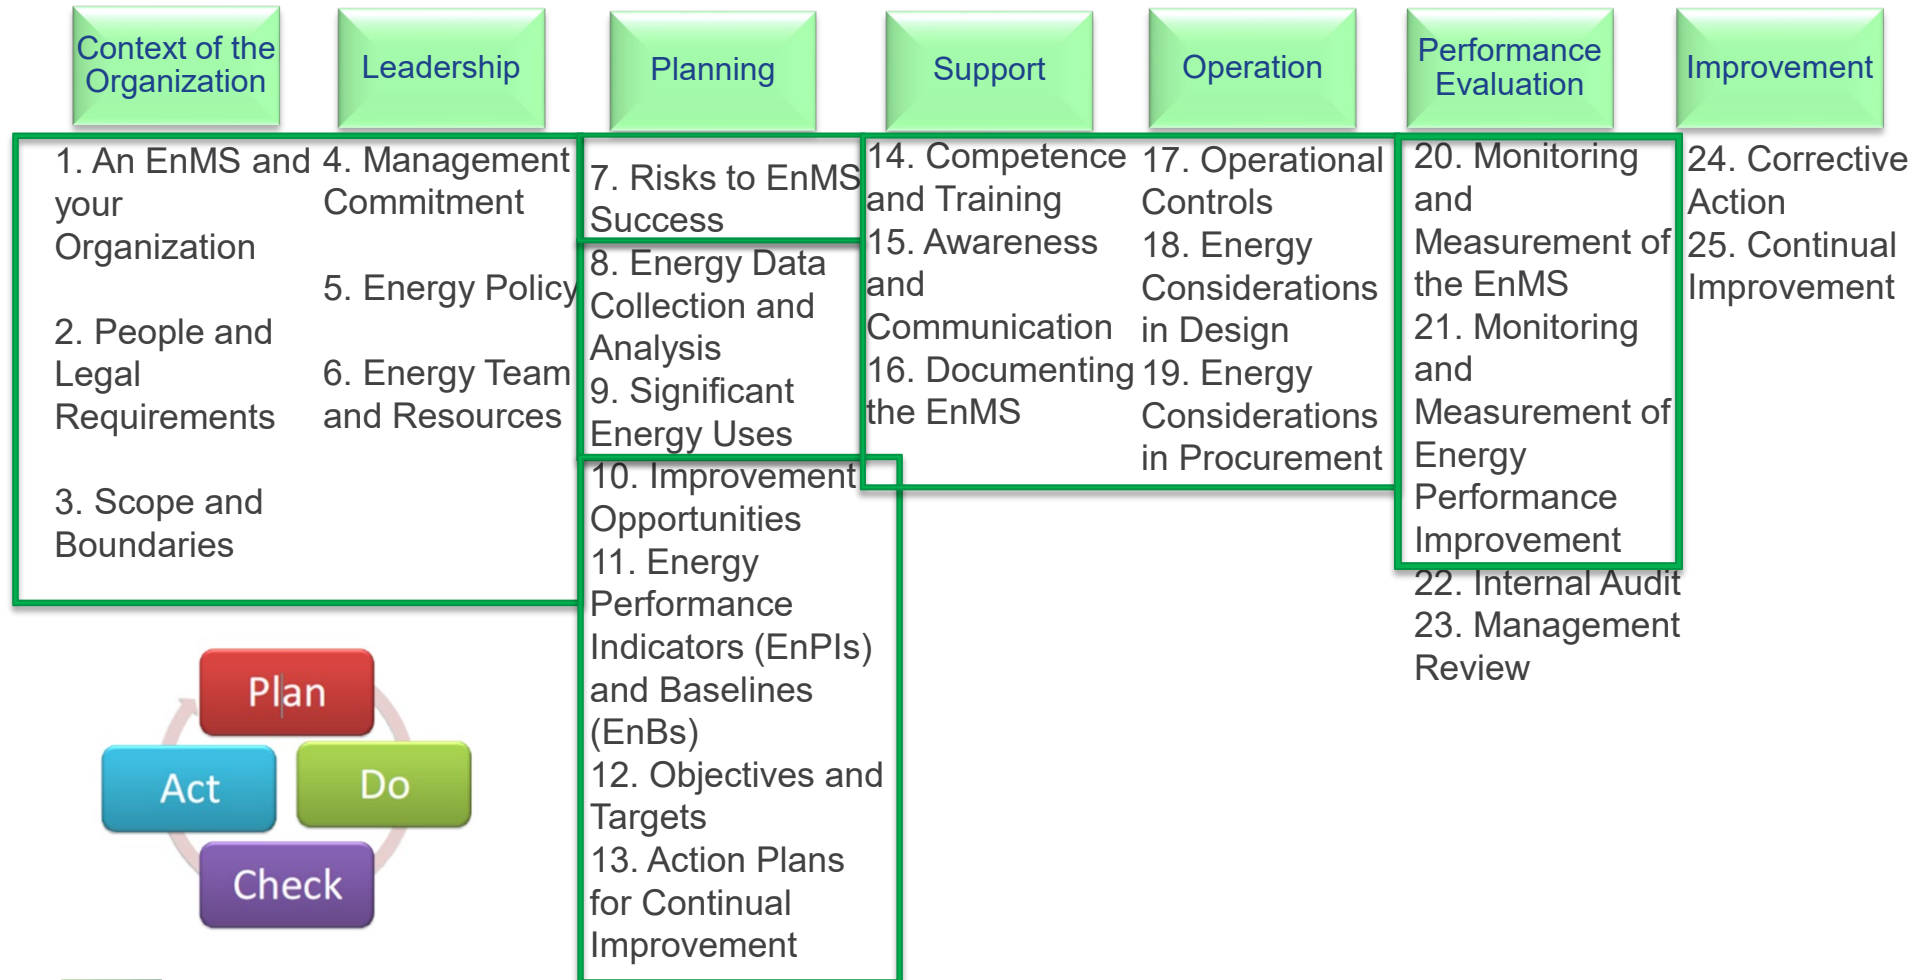 Context of the
Organization
Leadership
Planning
Support
Operation
Performance
Evaluation
Improvement
1. An EnMS and
your
Organization
2. People and
Legal
Requirements
3. Scope and
Boundaries
4. Management
Commitment
5. Energy Policy
6. Energy Team
and Resources
7. Risks to EnMS
Success
8. Energy Data
Collection and
Analysis
9. Significant
Energy Uses
10. Improvement
Opportunities
11. Energy
Performance
Indicators (EnPIs)
and Baselines
(EnBs)
12. Objectives and
Targets
13. Action Plans
for Continual
Improvement
14. Competence
and Training
15. Awareness
and
Communication
16. Documenting
the EnMS
17. Operational
Controls
18. Energy
Considerations
in Design
19. Energy
Considerations
in Procurement
20. Monitoring
and
Measurement of
the EnMS
21. Monitoring
and
Measurement of
Energy
Performance
Improvement
22. Internal Audit
23. Management
Review
24. Corrective
Action
25. Continual
Improvement
Plan
Act
Do
Check